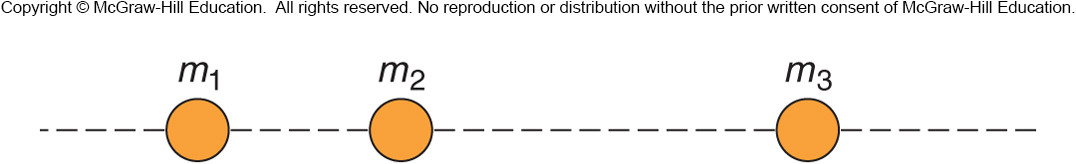 Copyright © McGraw-Hill Education.  All rights reserved. No reproduction or distribution without the prior written consent of McGraw-Hill Education.
m₁ m₂ m₃